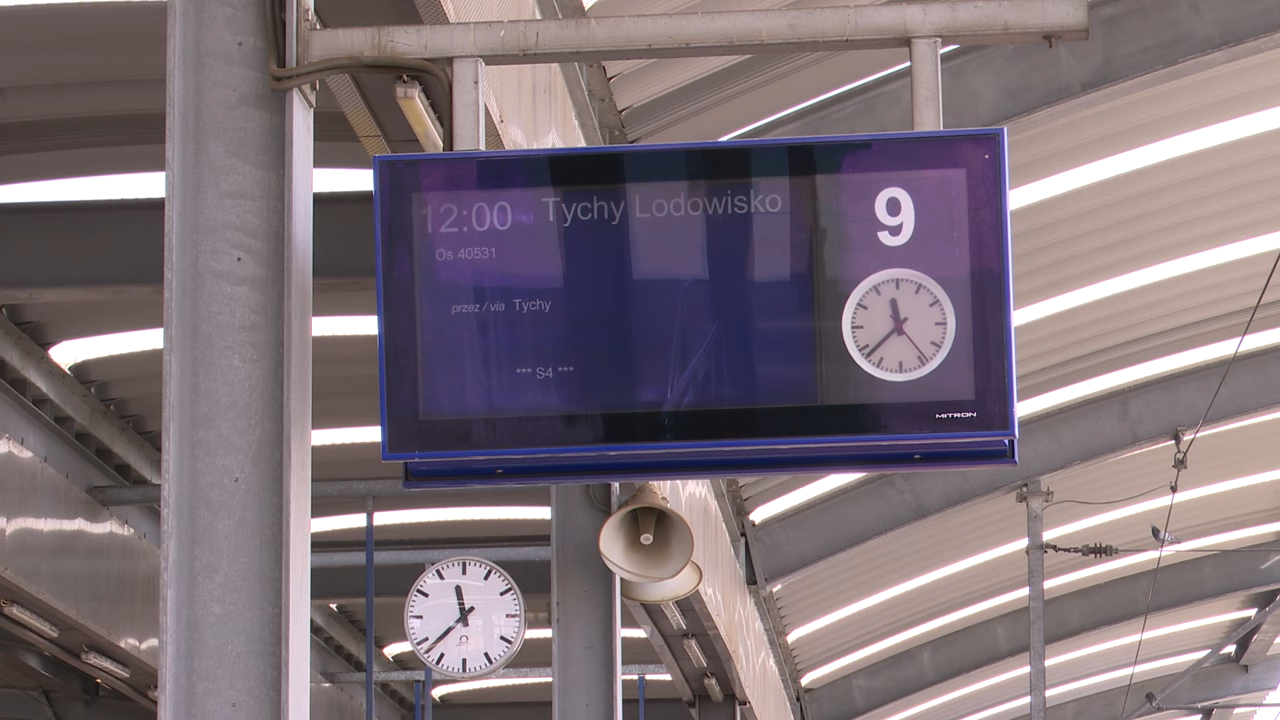 12:00 Tychy Lodowisko 9
Os 40531
przez / via Tychy
*** S4 ***
MITRON